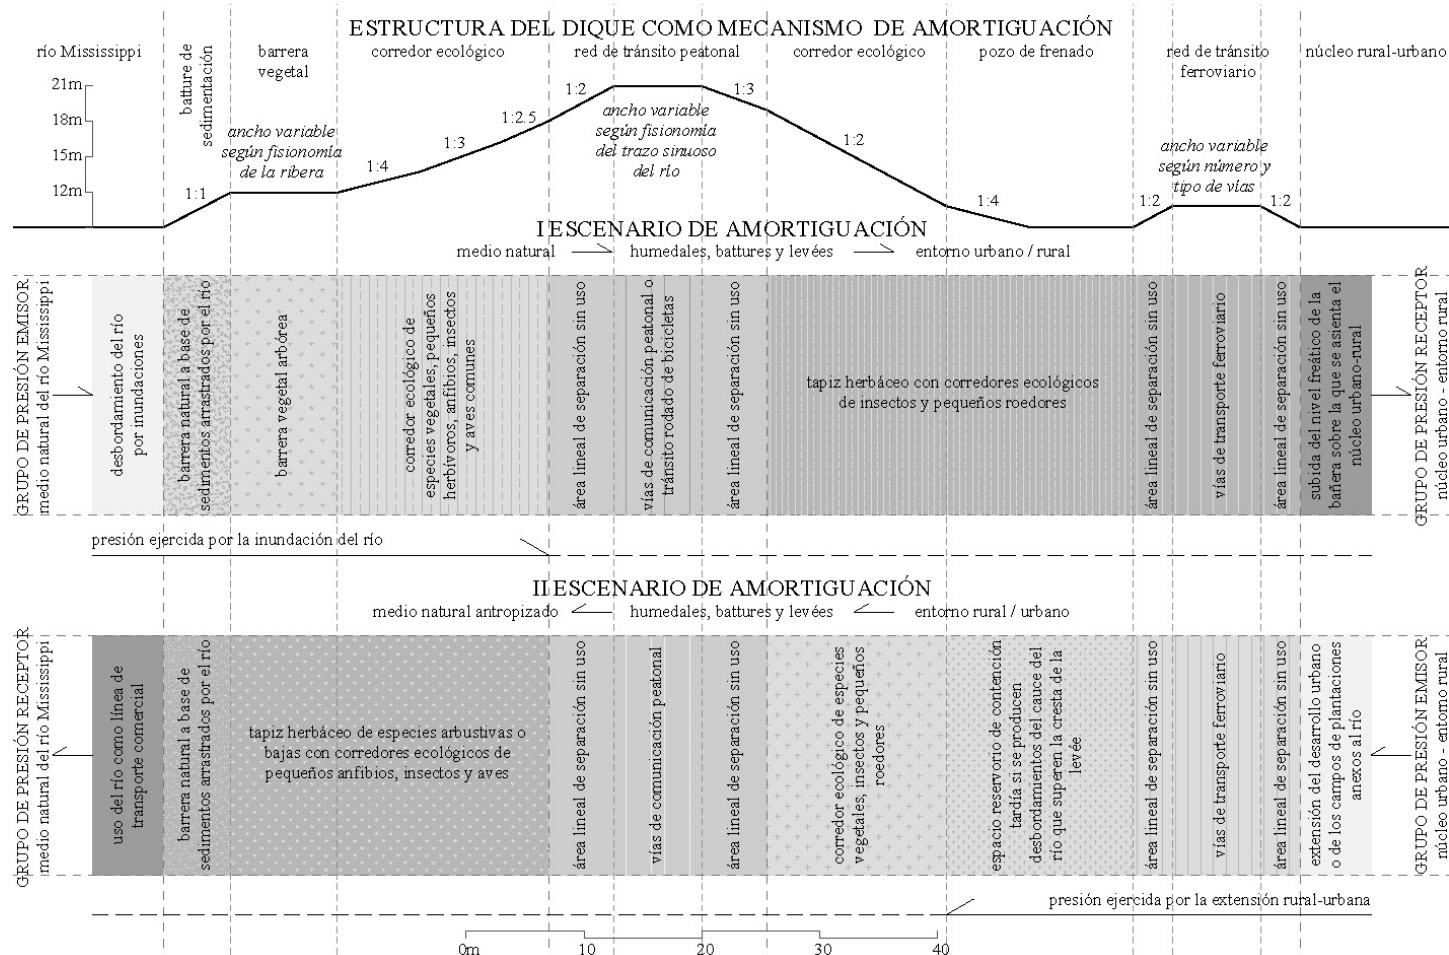 ESTRUCTURA DEL DIQUE COMO MECANISMO DE AMORTIGUACIÓN
río Mississippi
batture de
sedimentación
barrera
vegetal
corredor ecológico
red de tránsito peatonal
corredor ecológico
pozo de frenado
red de tránsito
ferroviario
núcleo rural-urbano
21m
18m
15m
12m
1:1
ancho variable
según fisionomía
de la ribera
1:4
1:3
1:2.5
1:2
ancho variable
según fisionomía
del trazo sinuoso
del río
1:3
1:2
1:4
1:2
ancho variable
según número y
tipo de vías
1:2
I ESCENARIO DE AMORTIGUACIÓN
medio natural
humedales, battures y levées
entorno urbano / rural
GRUPO DE PRESIÓN EMISOR
medio natural del río Mississippi
desbordamiento del río
por inundaciones
barrera natural a base de
sedimentos arrastrados por el río
barrera vegetal arbórea
corredor ecológico de
especies vegetales, pequeños
herbívoros, anfibios, insectos
y aves comunes
área lineal de separación sin uso
vías de comunicación peatonal o
tránsito rodado de bicicletas
área lineal de separación sin uso
tapiz herbáceo con corredores ecológicos
de insectos y pequeños roedores
área lineal de separación sin uso
vías de transporte ferroviario
área lineal de separación sin uso
subida del nivel freático de la
bañera sobre la que se asienta el
núcleo urbano-rural
GRUPO DE PRESIÓN RECEPTOR
núcleo urbano - entorno rural
presión ejercida por la inundación del río
II ESCENARIO DE AMORTIGUACIÓN
medio natural antropizado
humedales, battures y levées
entorno rural / urbano
GRUPO DE PRESIÓN RECEPTOR
medio natural del río Mississippi
uso del río como línea de
transporte comercial
barrera natural a base de
sedimentos arrastrados por el río
tapiz herbáceo de especies arbustivas o
bajas con corredores ecológicos de
pequeños anfibios, insectos y aves
área lineal de separación sin uso
vías de comunicación peatonal
área lineal de separación sin uso
corredor ecológico de especies
vegetales, insectos y pequeños
roedores
espacio reservorio de contención
tardía si se producen
desbordamientos del cauce del
río que superen la cresta de la
levée
área lineal de separación sin uso
vías de transporte ferroviario
área lineal de separación sin uso
extensión del desarrollo urbano
o de los campos de plantaciones
anexos al río
GRUPO DE PRESIÓN EMISOR
núcleo urbano - entorno rural
presión ejercida por la extensión rural-urbana
0m
10
20
30
40